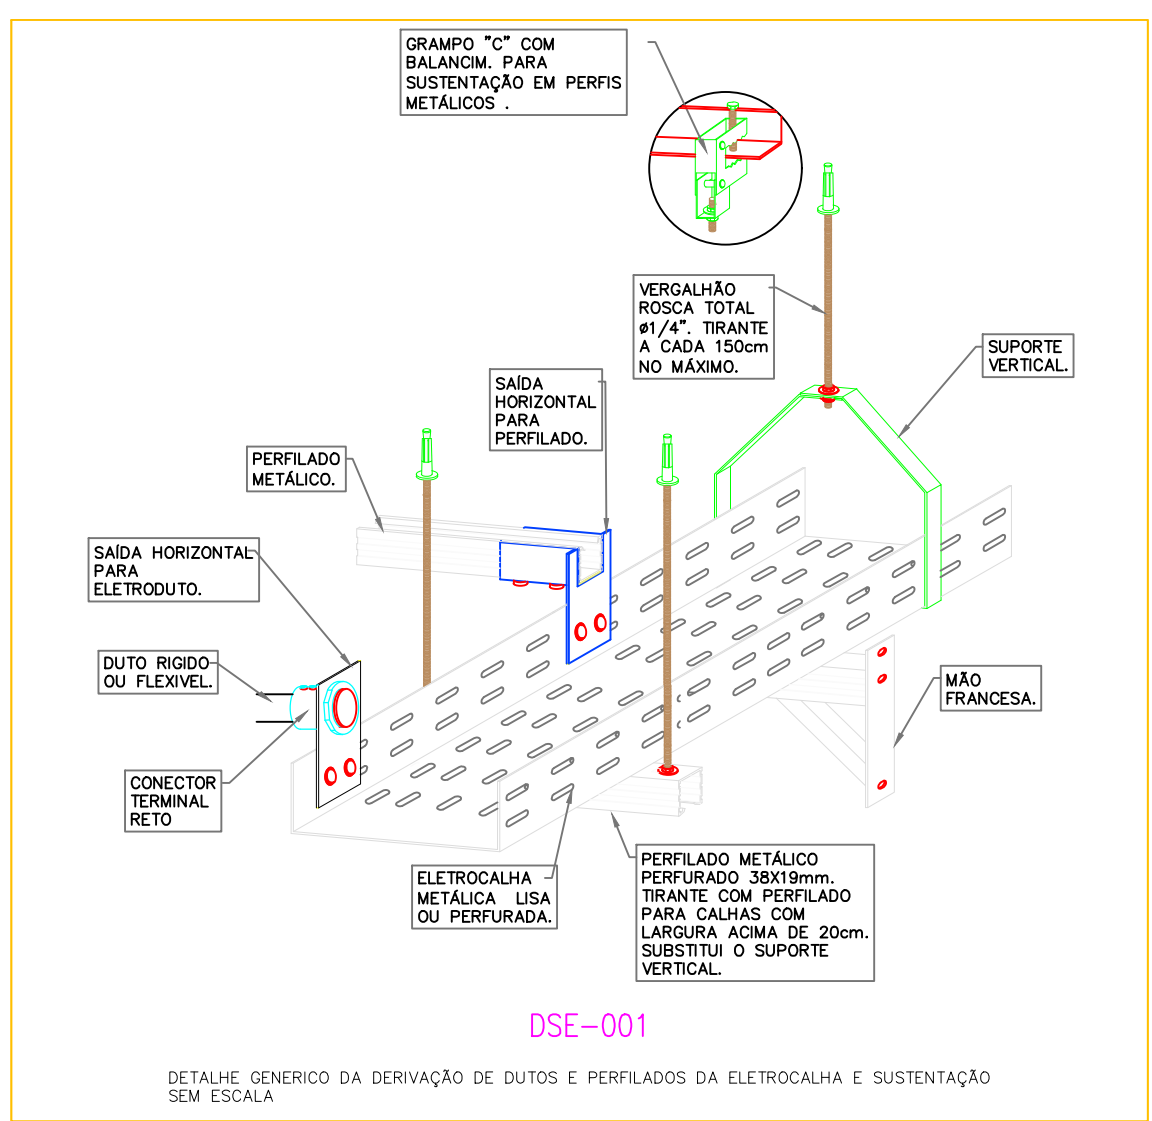 GRAMPO "C" COM
BALANCIM. PARA
SUSTENTAÇÃO EM PERFIS
METÁLICOS .
VERGALHÃO
ROSCA TOTAL
ø1/4". TIRANTE
A CADA 150cm
NO MÁXIMO.
SUPORTE
VERTICAL.
SAÍDA
HORIZONTAL
PARA
PERFILADO.
PERFILADO
METÁLICO.
SAÍDA HORIZONTAL
PARA
ELETRODUTO.
DUTO RIGIDO
OU FLEXIVEL.
MÃO
FRANCESA.
CONECTOR
TERMINAL
RETO
ELETROCALHA
METÁLICA LISA
OU PERFURADA.
PERFILADO METÁLICO
PERFURADO 38X19mm.
TIRANTE COM PERFILADO
PARA CALHAS COM
LARGURA ACIMA DE 20cm.
SUBSTITUI O SUPORTE
VERTICAL.
DSE-001
DETALHE GENERICO DA DERIVAÇÃO DE DUTOS E PERFILADOS DA ELETROCALHA E SUSTENTAÇÃO
SEM ESCALA